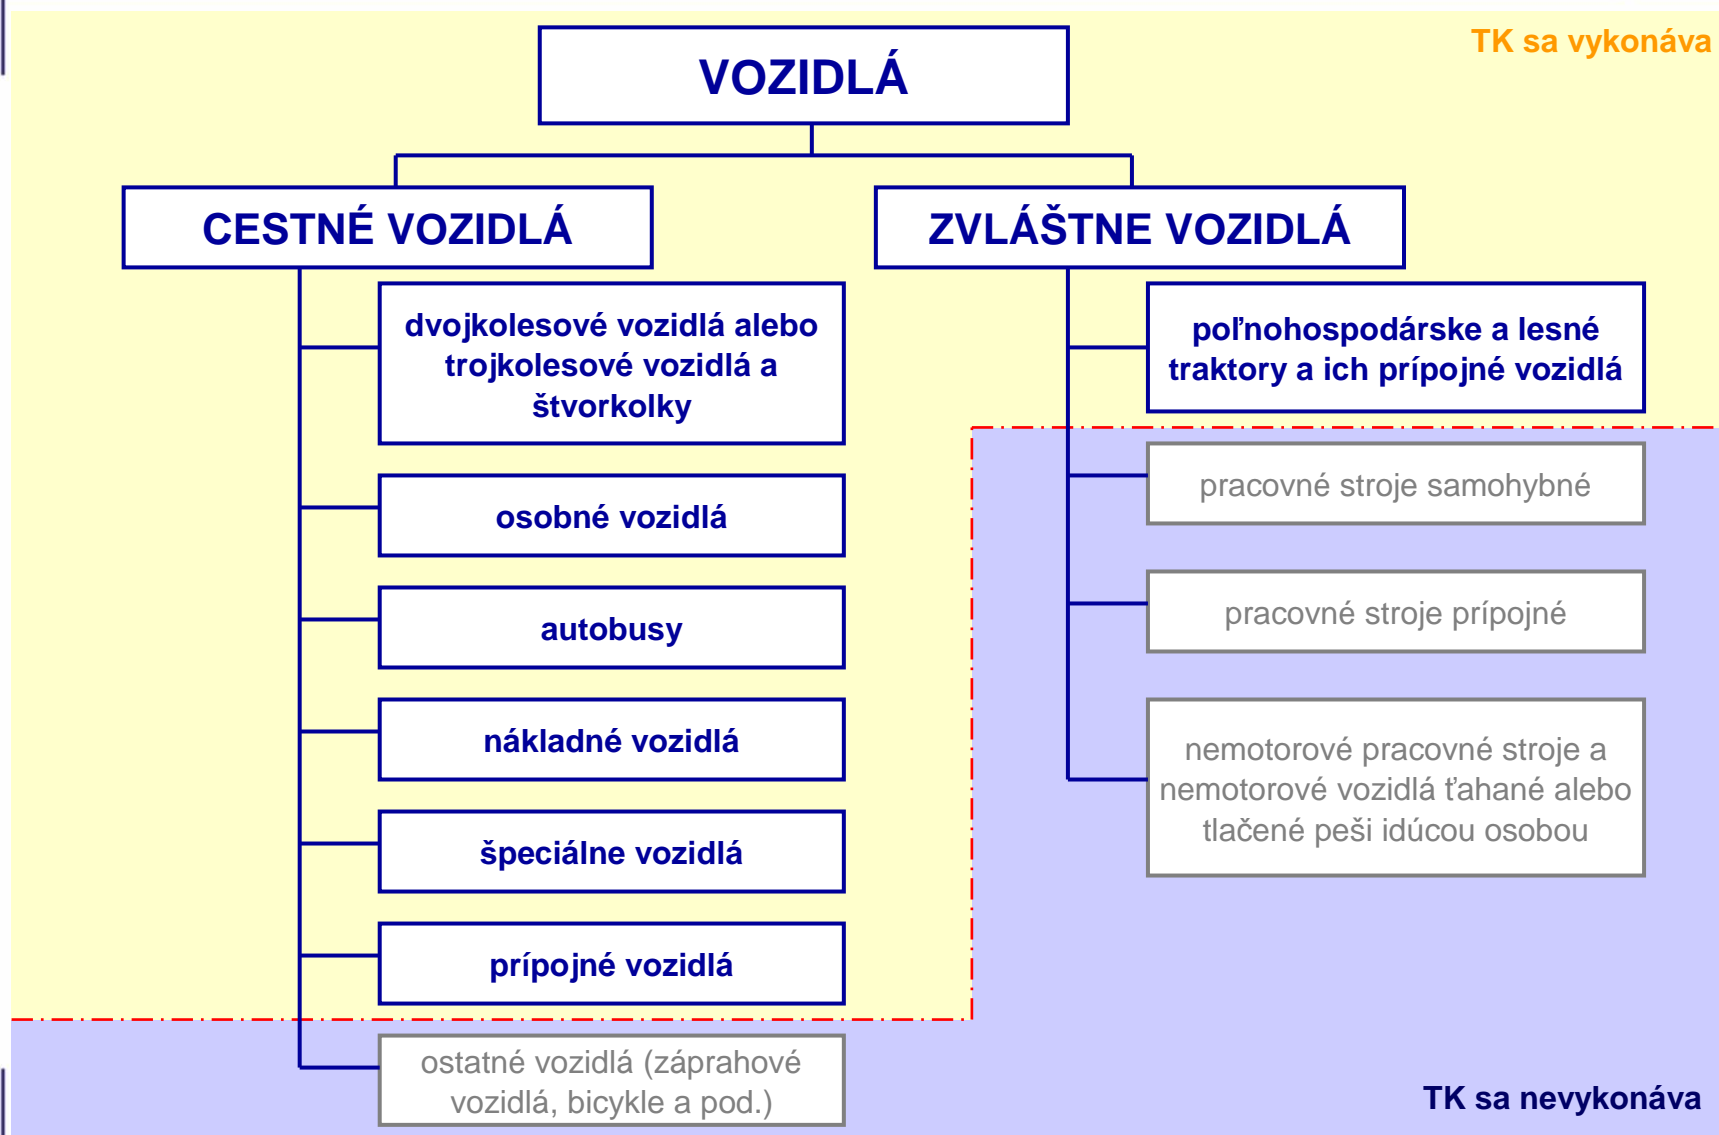 TK sa vykonáva
VOZIDLÁ
CESTNÉ VOZIDLÁ
dvojkolesové vozidlá alebo
trojkolesové vozidlá a
štvorkolky
osobné vozidlá
autobusy
nákladné vozidlá
špeciálne vozidlá
prípojné vozidlá
ostatné vozidlá (záprahové
vozidlá, bicykle a pod.)
ZVLÁŠTNE VOZIDLÁ
poľnohospodárske a lesné
traktory a ich prípojné vozidlá
pracovné stroje samohybné
pracovné stroje prípojné
nemotorové pracovné stroje a
nemotorové vozidlá ťahané alebo
tlačené peši idúcou osobou
TK sa nevykonáva